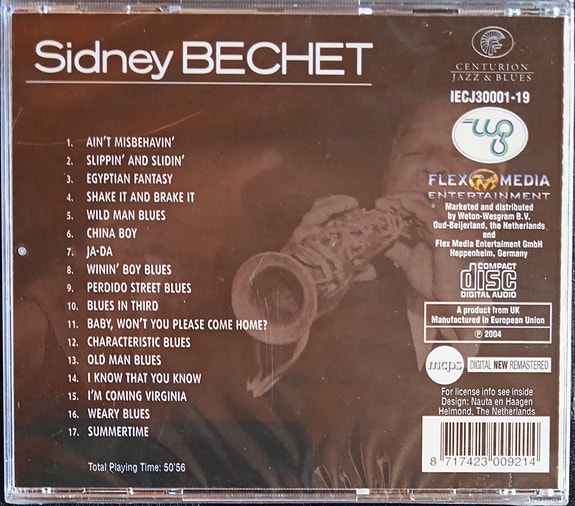 Sidney BECHET
CENTURION
JAZZ & BLUES
IECJ30001-19
wg
FLEX MEDIA
ENTERTAINMENT
Marketed and distributed
by Weton-Wesgram B.V.
Oud-Beijerland, the Netherlands
and
Flex Media Entertaiment GmbH
Heppenheim, Germany
COMPACT
disc
DIGITAL AUDIO
A product from UK
Manufactured in European Union
℗ 2004
mcps
DIGITAL NEW REMASTERED
For license info see inside
Design: Nauta en Haagen
Helmond, The Netherlands
8 717423 009214
1. AIN'T MISBEHAVIN'
2. SLIPPIN' AND SLIDIN'
3. EGYPTIAN FANTASY
4. SHAKE IT AND BRAKE IT
5. WILD MAN BLUES
6. CHINA BOY
7. JA-DA
8. WININ' BOY BLUES
9. PERDIDO STREET BLUES
10. BLUES IN THIRD
11. BABY, WON'T YOU PLEASE COME HOME?
12. CHARACTERISTIC BLUES
13. OLD MAN BLUES
14. I KNOW THAT YOU KNOW
15. I'M COMING VIRGINIA
16. WEARY BLUES
17. SUMMERTIME
Total Playing Time: 50'56